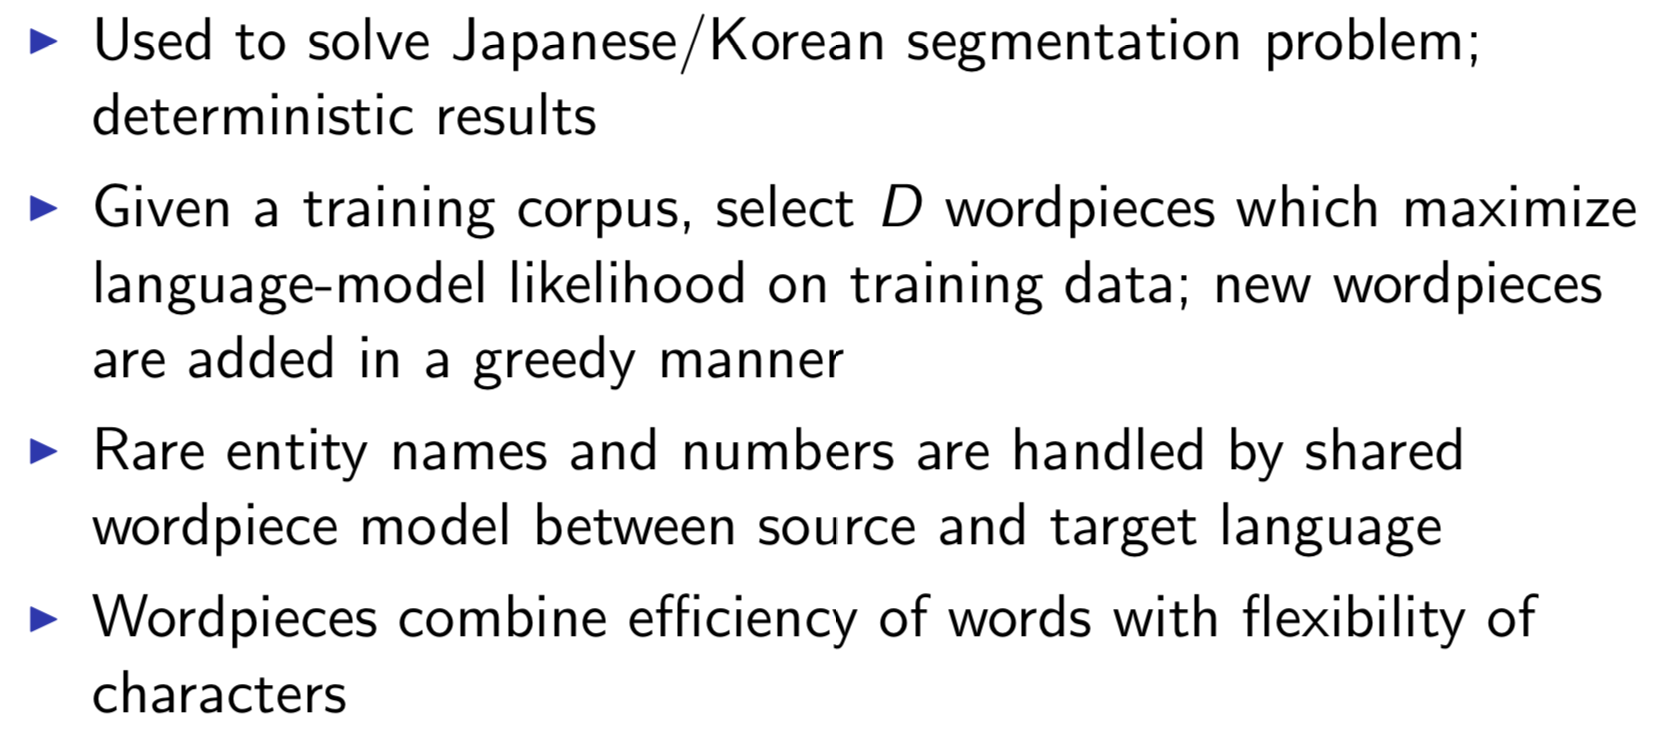 ▶ Used to solve Japanese/Korean segmentation problem;
deterministic results
▶ Given a training corpus, select D wordpieces which maximize
language-model likelihood on training data; new wordpieces
are added in a greedy manner
▶ Rare entity names and numbers are handled by shared
wordpiece model between source and target language
▶ Wordpieces combine efficiency of words with flexibility of
characters